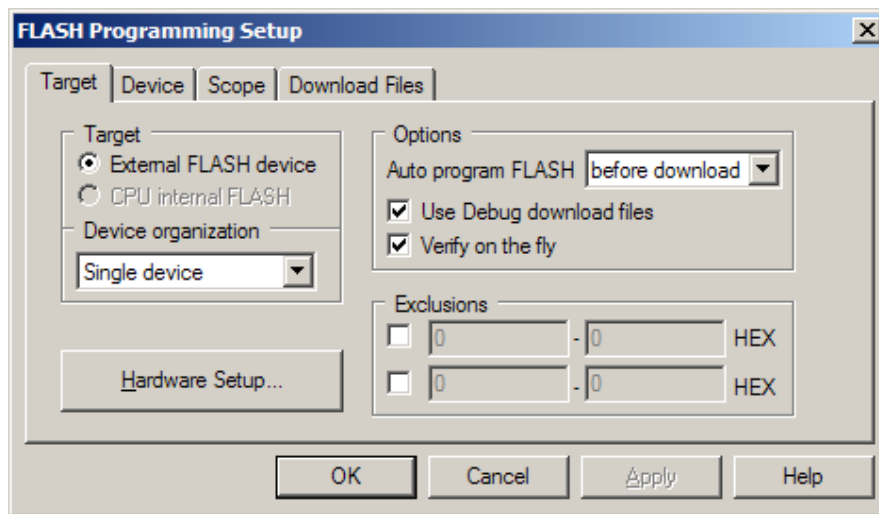 FLASH Programming Setup
Target
Device
Scope
Download Files
Target
External FLASH device
CPU internal FLASH
Device organization
Single device
Hardware Setup...
Options
Auto program FLASH before download
Use Debug download files
Verify on the fly
Exclusions
0 - 0 HEX
0 - 0 HEX
OK
Cancel
Apply
Help